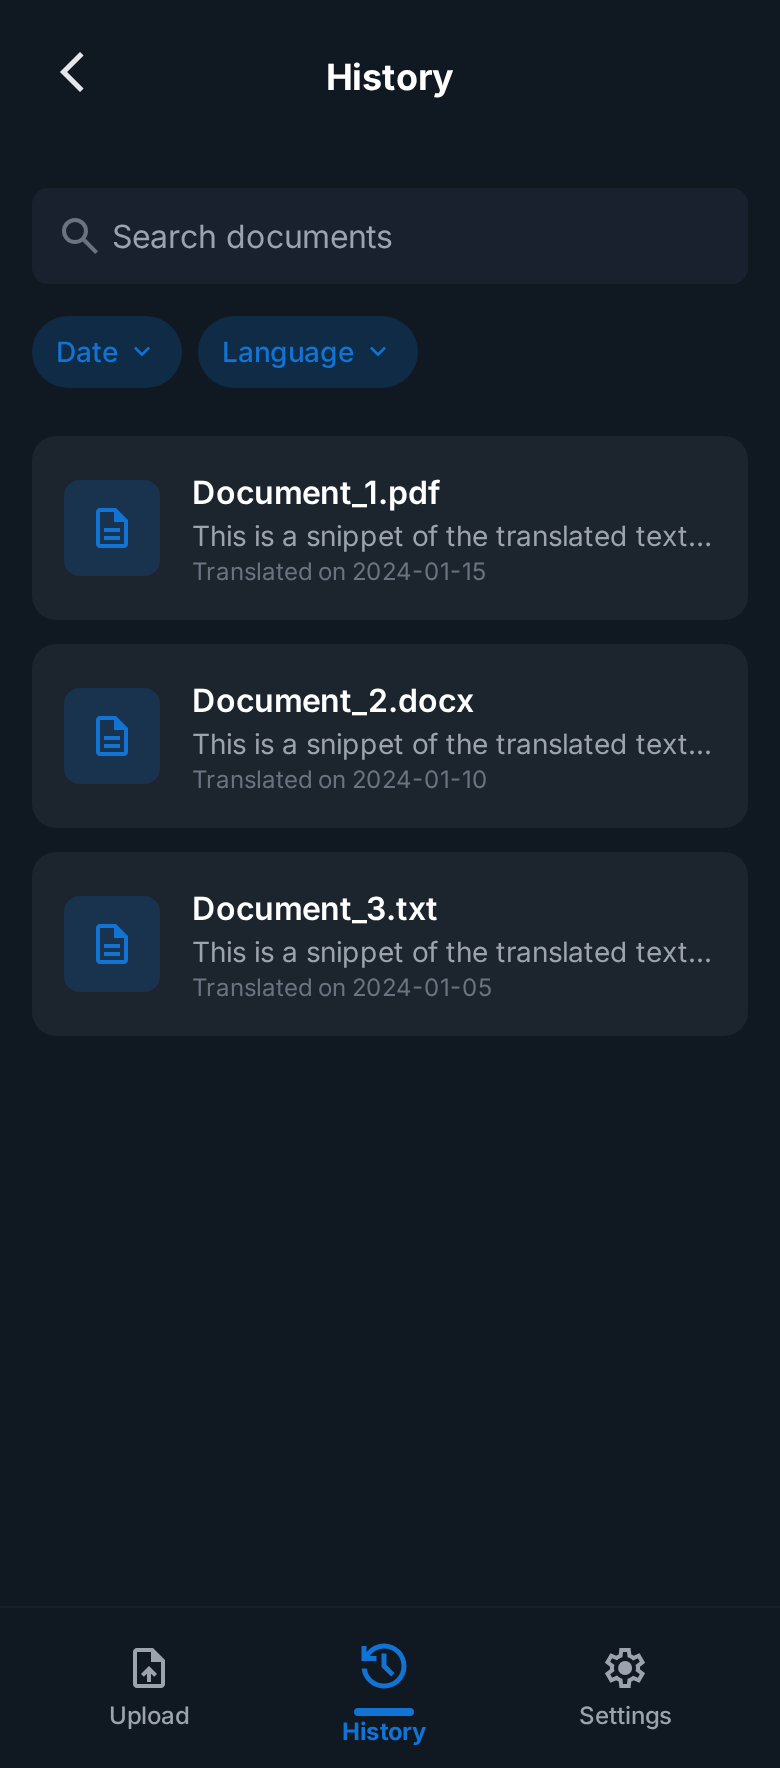 History
Search documents
Date
Language
Document_1.pdf
This is a snippet of the translated text...
Translated on 2024-01-15
Document_2.docx
This is a snippet of the translated text...
Translated on 2024-01-10
Document_3.txt
This is a snippet of the translated text...
Translated on 2024-01-05
Upload
History
Settings